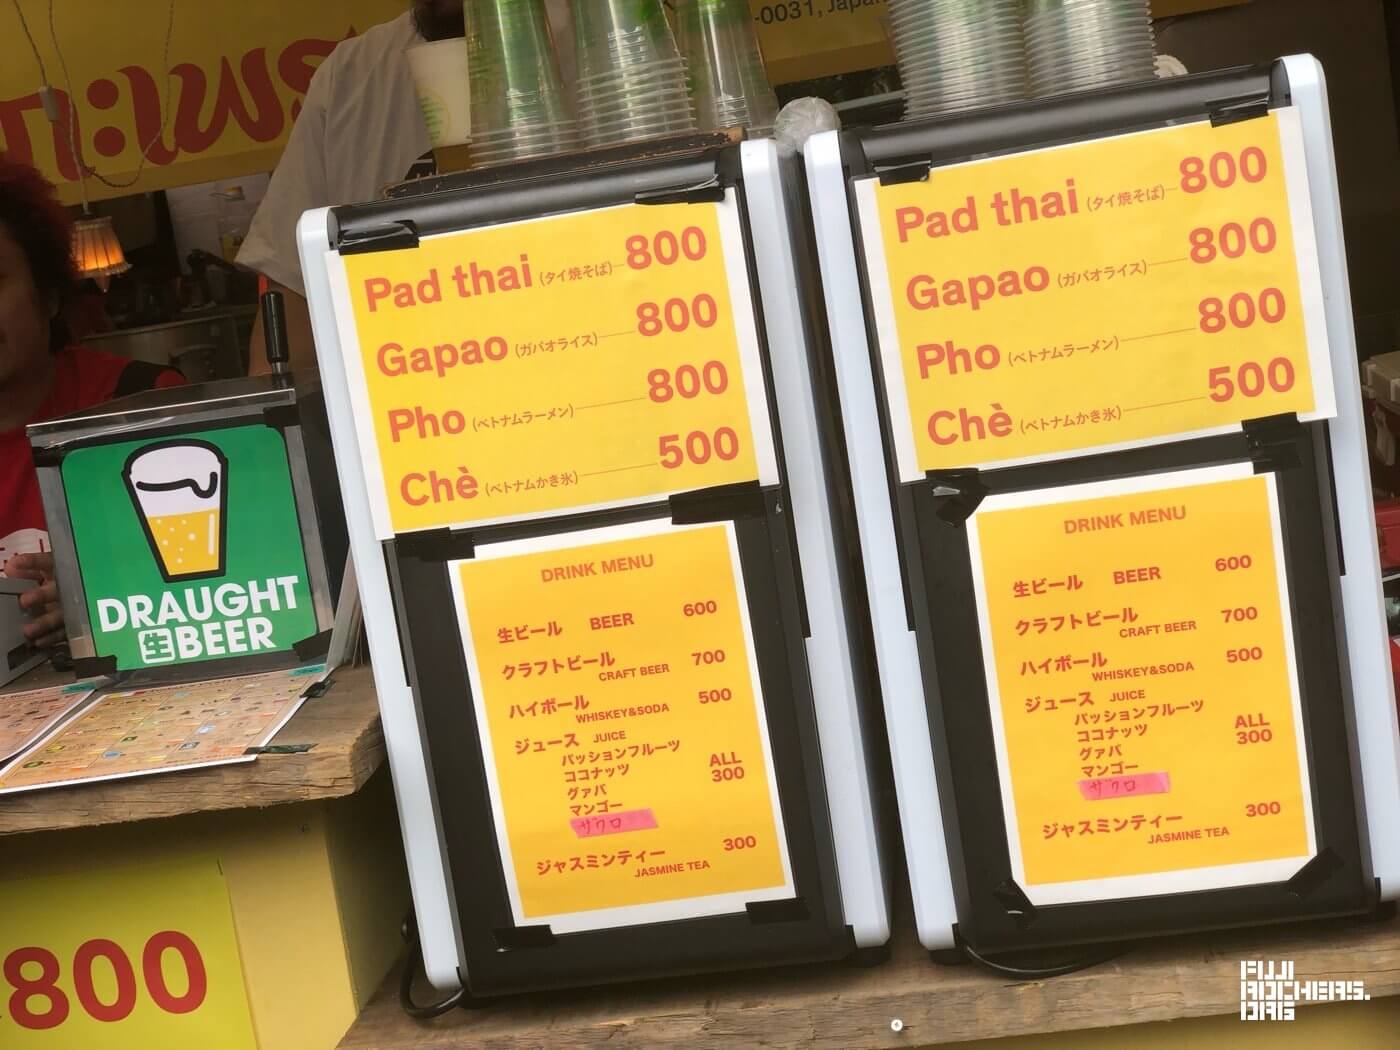 -0031, Japan
กะเพร
Pad thai (タイ焼そば) 800
Gapao (ガパオライス) 800
Pho (ベトナムラーメン) 800
Chè (ベトナムかき氷) 500
DRINK MENU
生ビール BEER 600
クラフトビール CRAFT BEER 700
ハイボール WHISKEY&SODA 500
ジュース JUICE
パッションフルーツ
ココナッツ
グァバ
マンゴー
ザクロ
ALL
300
ジャスミンティー JASMINE TEA 300
Pad thai (タイ焼そば) 800
Gapao (ガパオライス) 800
Pho (ベトナムラーメン) 800
Chè (ベトナムかき氷) 500
DRINK MENU
生ビール BEER 600
クラフトビール CRAFT BEER 700
ハイボール WHISKEY&SODA 500
ジュース JUICE
パッションフルーツ
ココナッツ
グァバ
マンゴー
ザクロ
ALL
300
ジャスミンティー JASMINE TEA 300
DRAUGHT
生BEER
800
FUJI
ROCKERS.
ORG